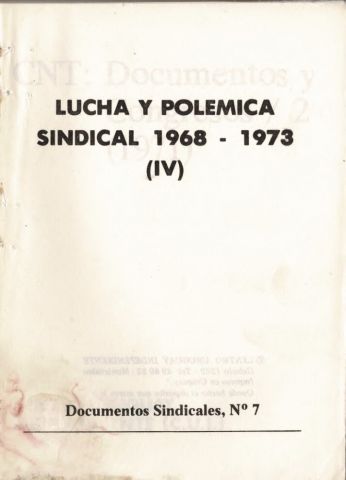 LUCHA Y POLEMICA
SINDICAL 1968 - 1973
(IV)
Documentos Sindicales, Nº 7